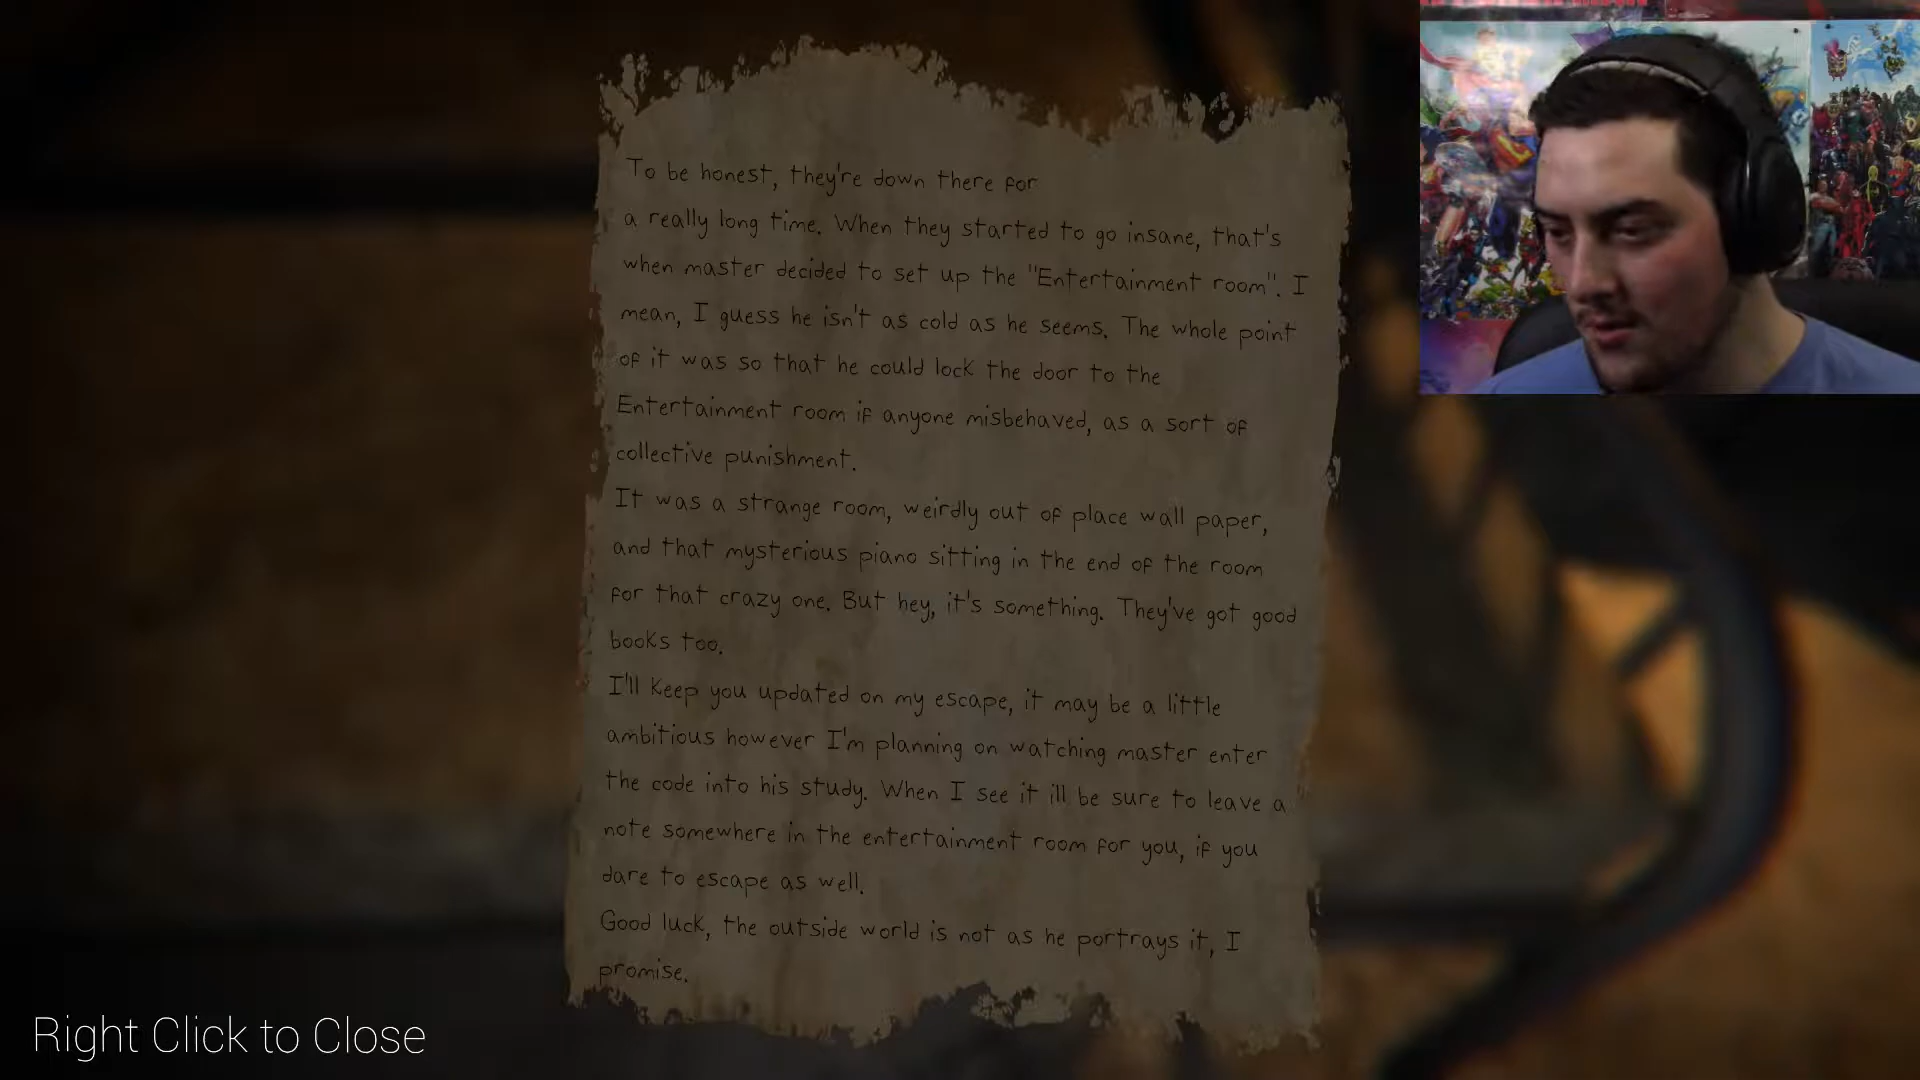 To be honest, they're down there for
a really long time. When they started to go insane, that's
when master decided to set up the "Entertainment room". I
mean, I guess he isn't as cold as he seems. The whole point
of it was so that he could lock the door to the
Entertainment room if anyone misbehaved, as a sort of
collective punishment.
It was a strange room, weirdly out of place wall paper,
and that mysterious piano sitting in the end of the room
for that crazy one. But hey, it's something. They've got good
books too.
I'll keep you updated on my escape, it may be a little
ambitious however I'm planning on watching master enter
the code into his study. When I see it ill be sure to leave a
note somewhere in the entertainment room for you, if you
dare to escape as well.
Good luck, the outside world is not as he portrays it, I
promise.
Right Click to Close